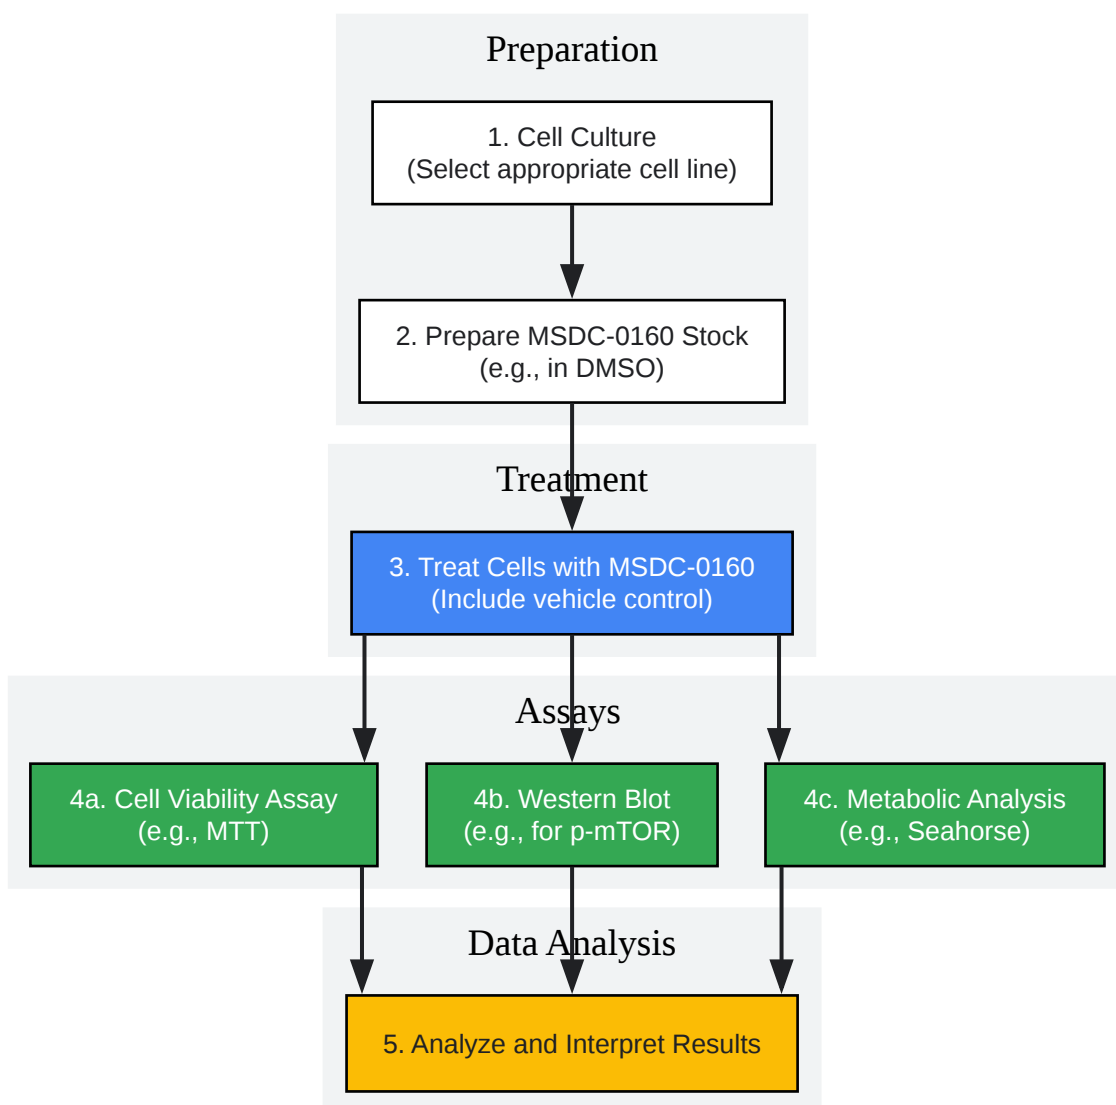 Preparation
1. Cell Culture
(Select appropriate cell line)
2. Prepare MSDC-0160 Stock
(e.g., in DMSO)
Treatment
3. Treat Cells with MSDC-0160
(Include vehicle control)
Assays
4a. Cell Viability Assay
(e.g., MTT)
4b. Western Blot
(e.g., for p-mTOR)
4c. Metabolic Analysis
(e.g., Seahorse)
Data Analysis
5. Analyze and Interpret Results